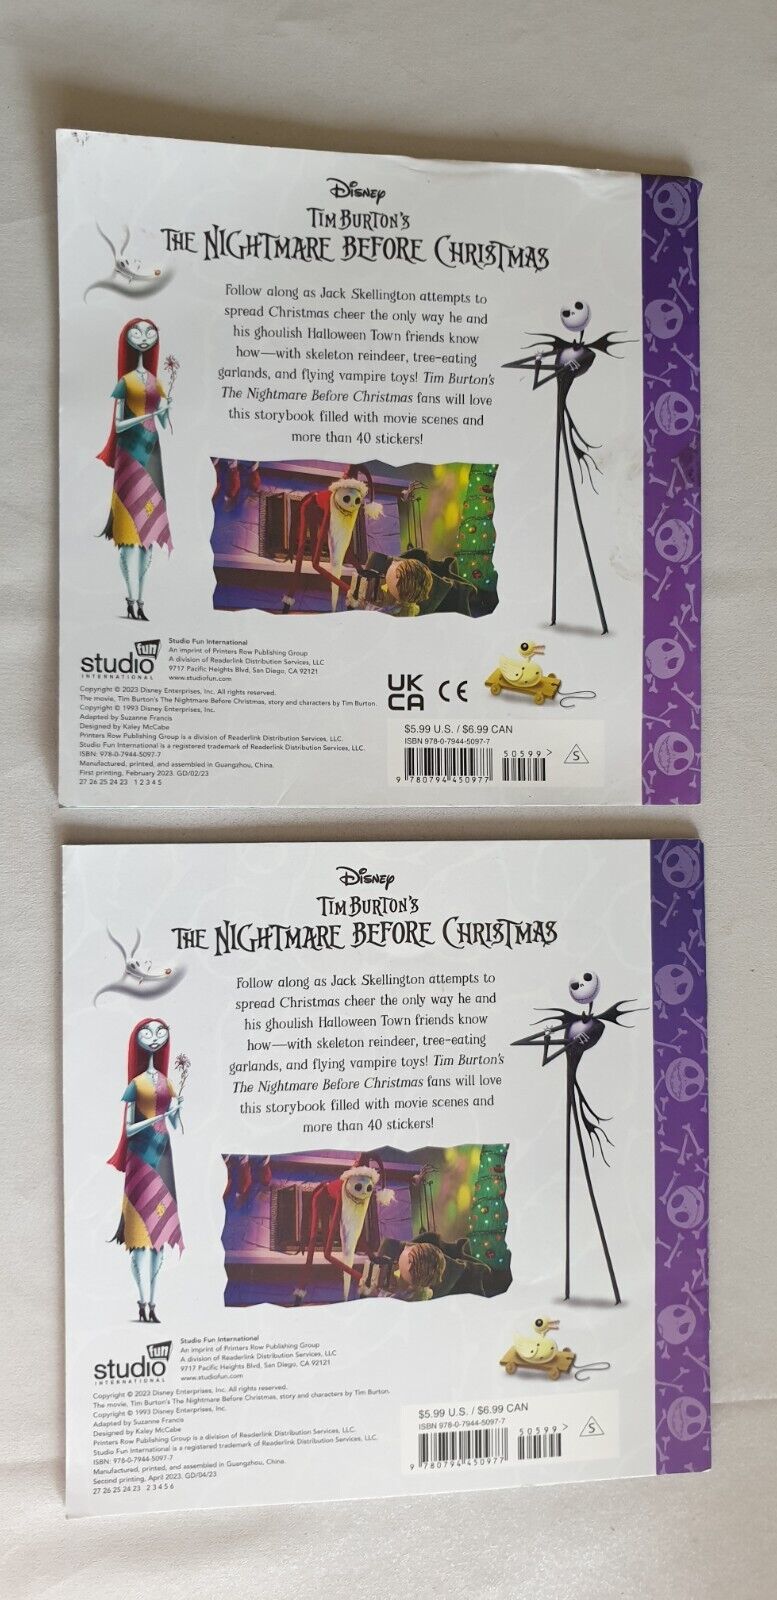 Disney
TIM BURTON'S
THE NIGHTMARE BEFORE CHRISTMAS
Follow along as Jack Skellington attempts to
spread Christmas cheer the only way he and
his ghoulish Halloween Town friends know
how—with skeleton reindeer, tree-eating
garlands, and flying vampire toys! Tim Burton's
The Nightmare Before Christmas fans will love
this storybook filled with movie scenes and
more than 40 stickers!
studio fun
INTERNATIONAL
Studio Fun International
An imprint of Printers Row Publishing Group
A division of Readerlink Distribution Services, LLC
9717 Pacific Heights Blvd, San Diego, CA 92121
www.studiofun.com
Copyright © 2023 Disney Enterprises, Inc. All rights reserved.
The movie, Tim Burton's The Nightmare Before Christmas, story and characters by Tim Burton.
Copyright © 1993 Disney Enterprises, Inc.
Adapted by Suzanne Francis
Designed by Kaley McCabe
Printers Row Publishing Group is a division of Readerlink Distribution Services, LLC.
Studio Fun International is a registered trademark of Readerlink Distribution Services, LLC.
ISBN: 978-0-7944-5097-7
Manufactured, printed, and assembled in Guangzhou, China.
First printing, February 2023. GD/02/23
27 26 25 24 23 1 2 3 4 5
UK
CA CE
$5.99 U.S. / $6.99 CAN
ISBN 978-0-7944-5097-7
50599>
S
9 780794 450977
Disney
TIM BURTON'S
THE NIGHTMARE BEFORE CHRISTMAS
Follow along as Jack Skellington attempts to
spread Christmas cheer the only way he and
his ghoulish Halloween Town friends know
how—with skeleton reindeer, tree-eating
garlands, and flying vampire toys! Tim Burton's
The Nightmare Before Christmas fans will love
this storybook filled with movie scenes and
more than 40 stickers!
studio fun
INTERNATIONAL
Studio Fun International
An imprint of Printers Row Publishing Group
A division of Readerlink Distribution Services, LLC
9717 Pacific Heights Blvd, San Diego, CA 92121
www.studiofun.com
Copyright © 2023 Disney Enterprises, Inc. All rights reserved.
The movie, Tim Burton's The Nightmare Before Christmas, story and characters by Tim Burton.
Copyright © 1993 Disney Enterprises, Inc.
Adapted by Suzanne Francis
Designed by Kaley McCabe
Printers Row Publishing Group is a division of Readerlink Distribution Services, LLC.
Studio Fun International is a registered trademark of Readerlink Distribution Services, LLC.
ISBN: 978-0-7944-5097-7
Manufactured, printed, and assembled in Guangzhou, China.
Second printing, April 2023. GD/04/23
27 26 25 24 23 2 3 4 5 6
$5.99 U.S. / $6.99 CAN
ISBN 978-0-7944-5097-7
50599>
S
9 780794 450977